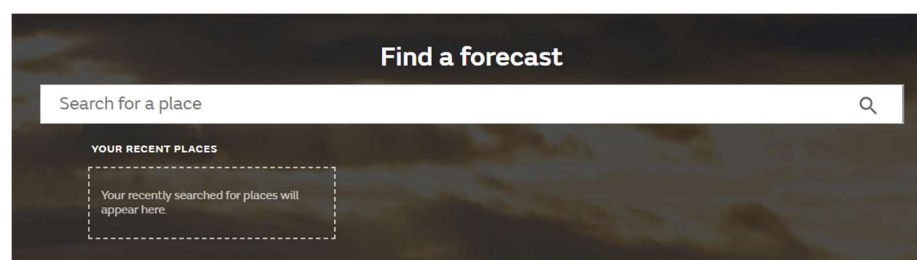 Find a forecast
Search for a place
YOUR RECENT PLACES
Your recently searched for places will
appear here.